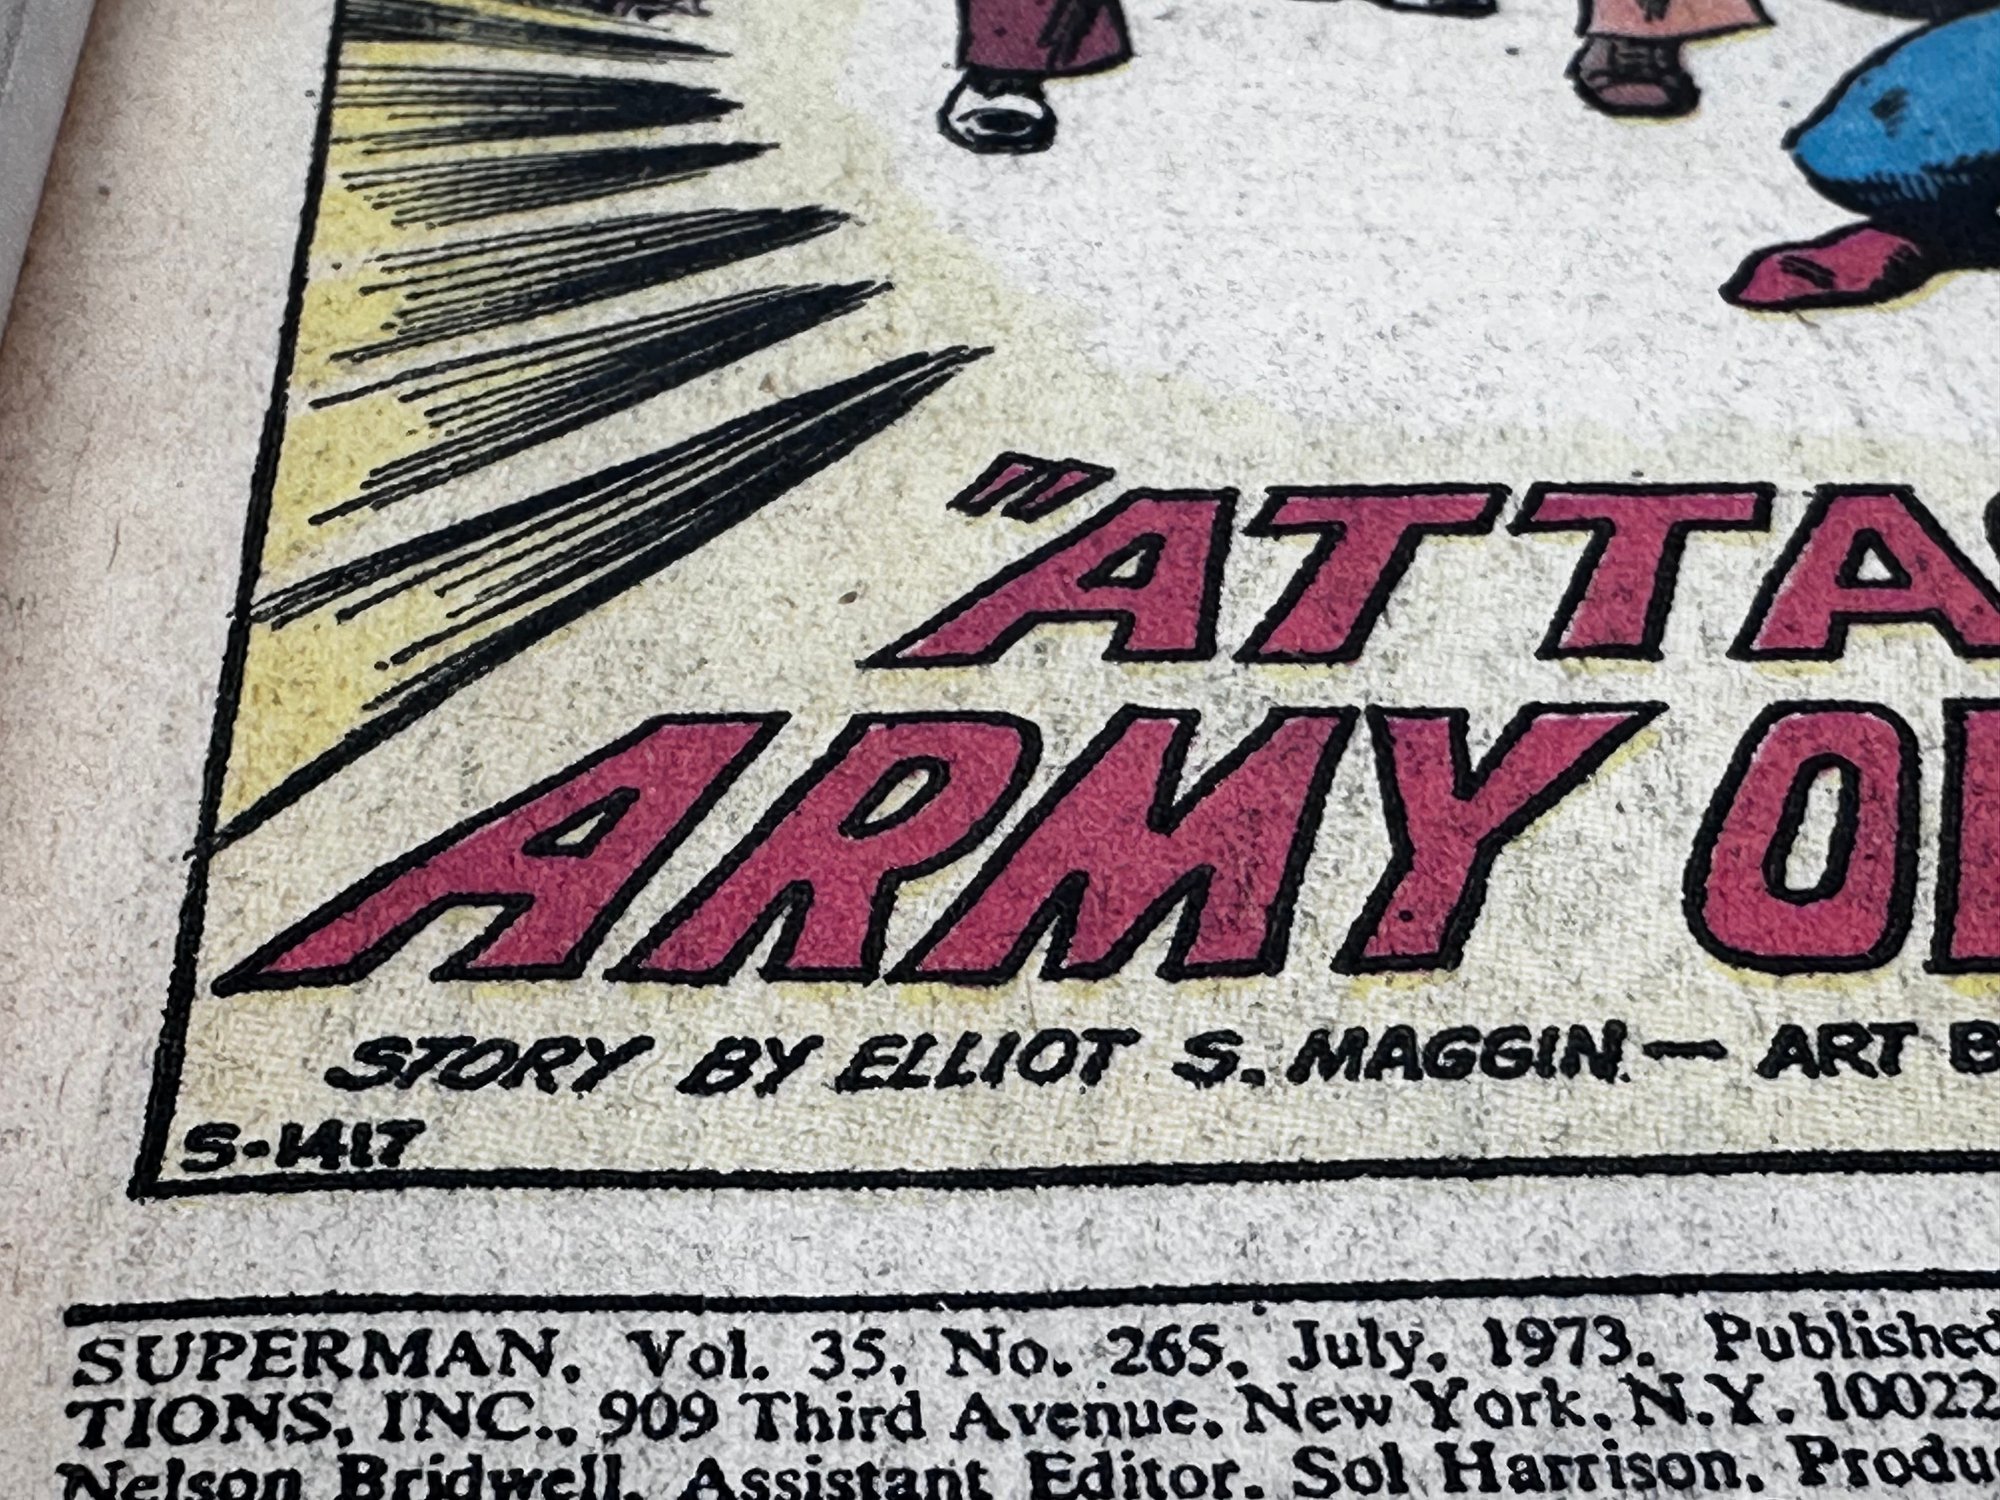 "ATTA
ARMY O
STORY BY ELLIOT S. MAGGIN — ART B
S-1417
SUPERMAN, Vol. 35, No. 265, July, 1973. Published
TIONS, INC., 909 Third Avenue, New York, N.Y. 10022
Nelson Bridwell, Assistant Editor. Sol Harrison, Produ